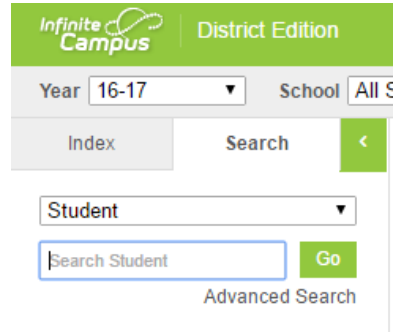 Infinite
Campus District Edition
Year 16-17 School All S
Index Search <
Student
Search Student Go
Advanced Search